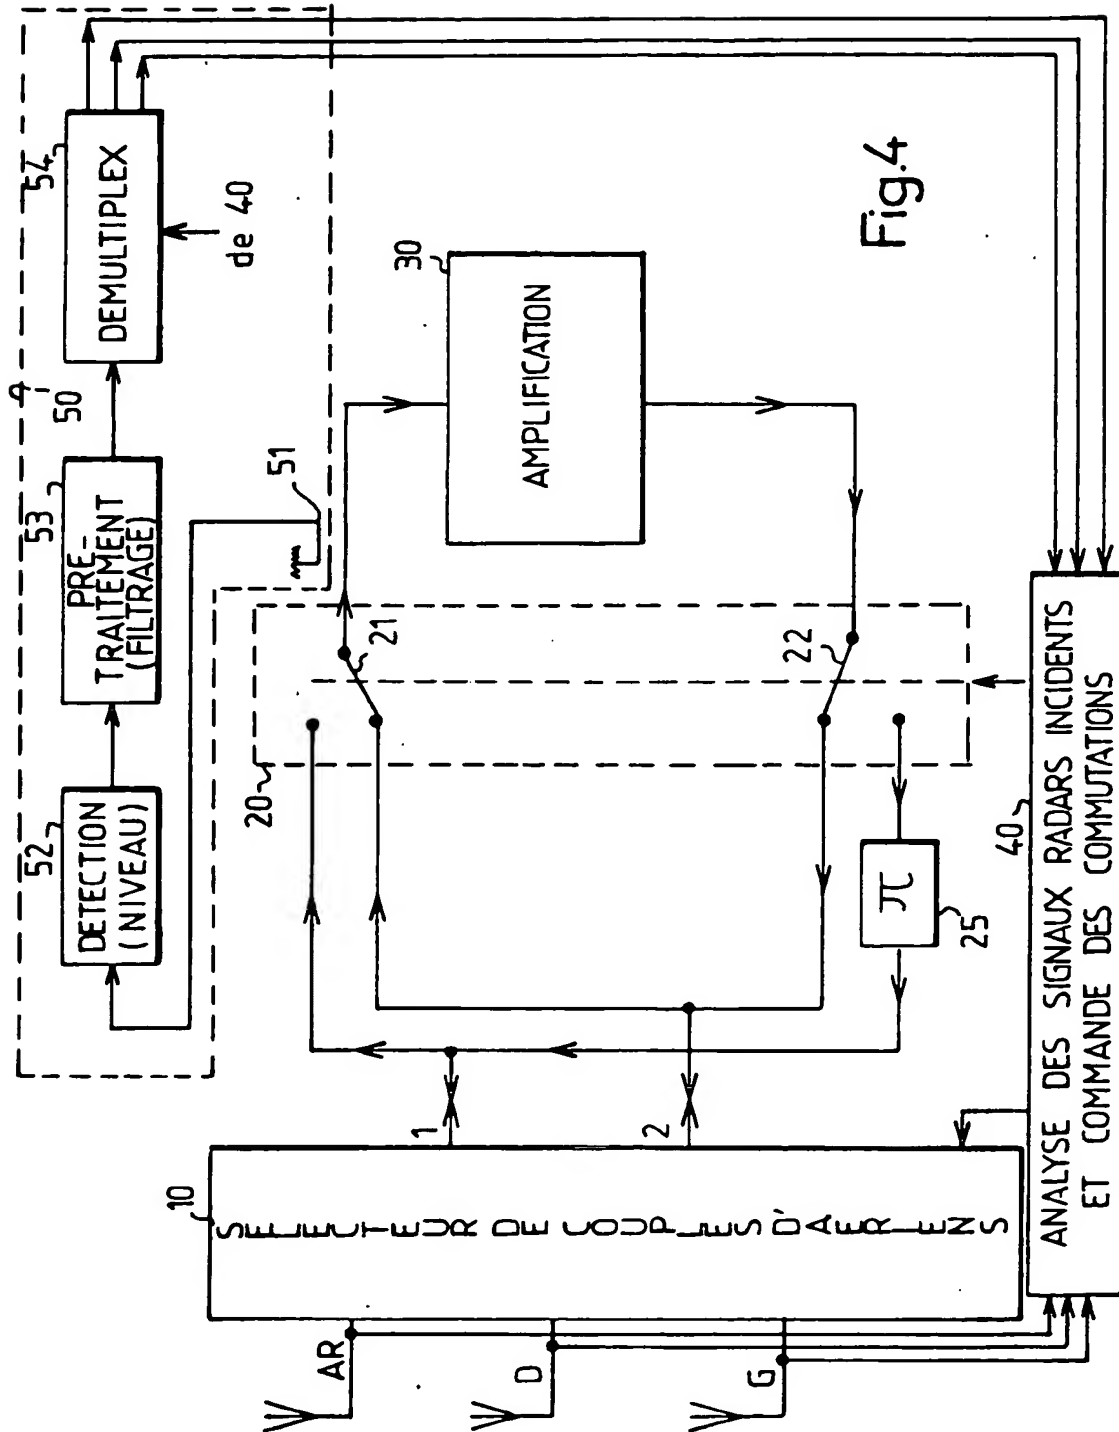 50
52
DETECTION
(NIVEAU)
53
PRE-
TRAITEMENT
(FILTRAGE)
54
DEMULTIPLEX
de 40
51
20
21
22
30
AMPLIFICATION
25
π
10
SELECTEUR DE COUPLES D'AERIENS
1
2
AR
D
G
40
ANALYSE DES SIGNAUX RADARS INCIDENTS
ET COMMANDE DES COMMUTATIONS
Fig.4